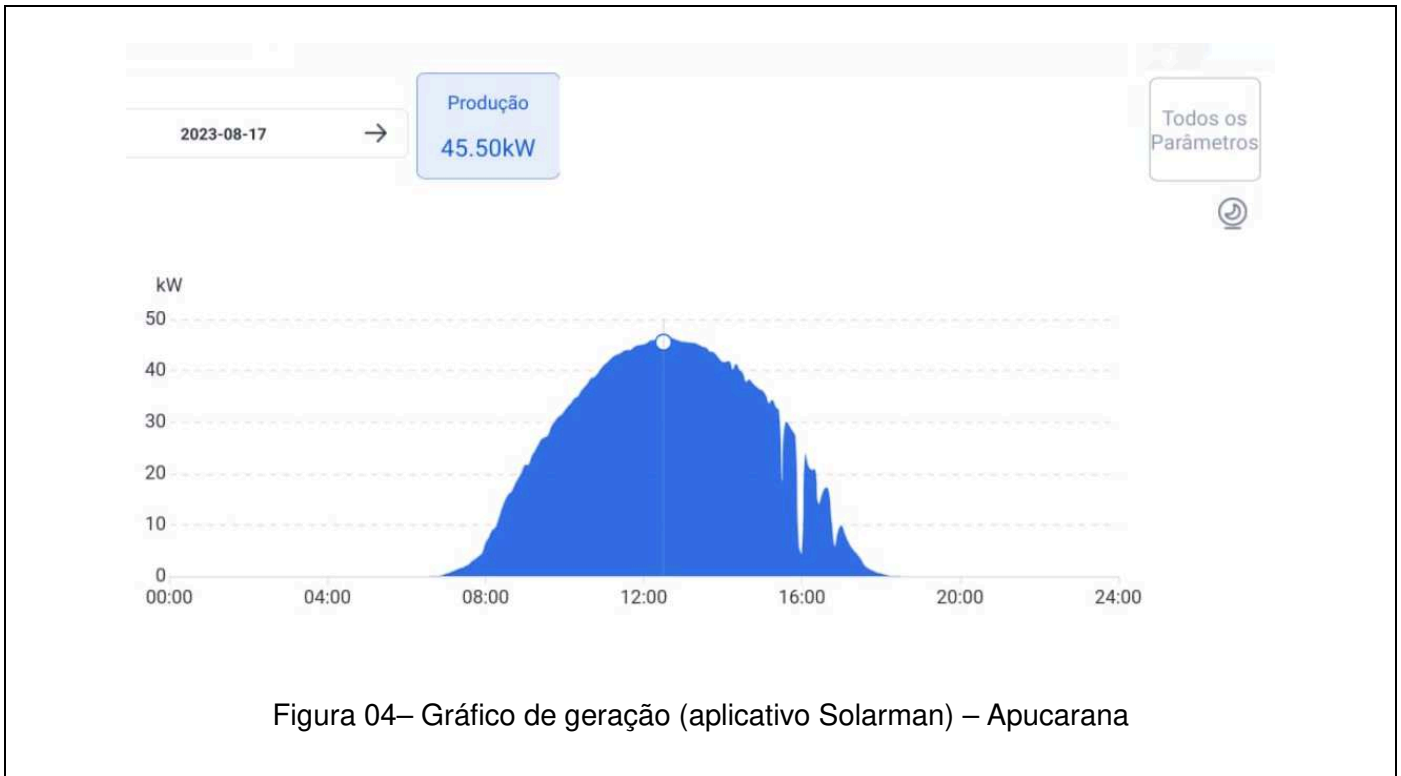 2023-08-17 →
Produção
45.50kW
Todos os
Parâmetros
kW
50
40
30
20
10
0
00:00 04:00 08:00 12:00 16:00 20:00 24:00
Figura 04– Gráfico de geração (aplicativo Solarman) – Apucarana